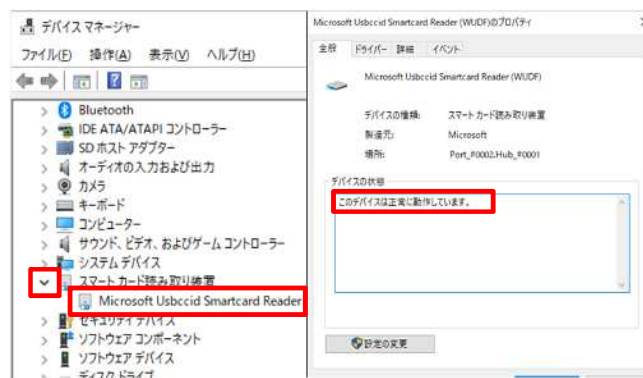 デバイス マネージャー
ファイル(F) 操作(A) 表示(V) ヘルプ(H)
Bluetooth
IDE ATA/ATAPI コントローラー
SD ホスト アダプター
オーディオの入力および出力
カメラ
キーボード
コンピューター
サウンド、ビデオ、およびゲーム コントローラー
システム デバイス
スマート カード読み取り装置
Microsoft Usbccid Smartcard Reader
セキュリティ デバイス
ソフトウェア コンポーネント
ソフトウェア デバイス
ディスク ドライブ
Microsoft Usbccid Smartcard Reader (WUDF)のプロパティ
全般 ドライバー 詳細 イベント
Microsoft Usbccid Smartcard Reader (WUDF)
デバイスの種類: スマート カード読み取り装置
製造元: Microsoft
場所: Port_#0002.Hub_#0001
デバイスの状態
このデバイスは正常に動作しています。
設定の変更